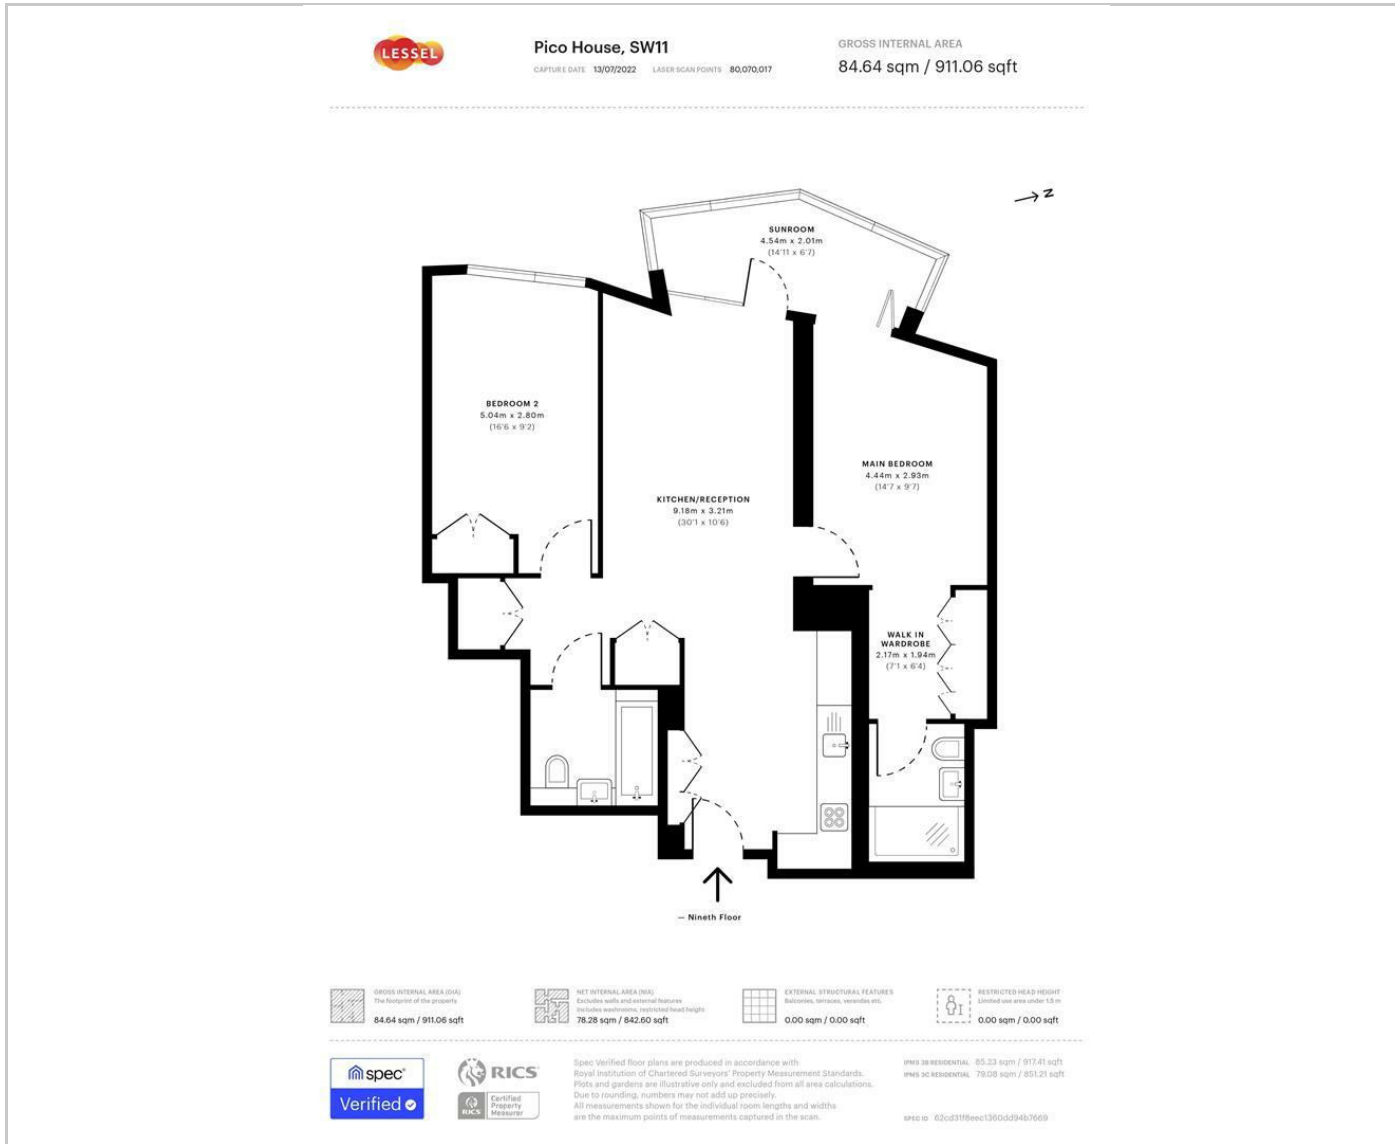 LESSEL
Pico House, SW11
CAPTURE DATE 13/07/2022 LASER SCAN POINTS 80,070,017
GROSS INTERNAL AREA
84.64 sqm / 911.06 sqft
N
SUNROOM
4.54m x 2.01m
(14'11 x 6'7)
BEDROOM 2
5.04m x 2.80m
(16'6 x 9'2)
MAIN BEDROOM
4.44m x 2.93m
(14'7 x 9'7)
KITCHEN/RECEPTION
9.18m x 3.21m
(30'1 x 10'6)
WALK IN
WARDROBE
2.17m x 1.94m
(7'1 x 6'4)
— Nineth Floor
GROSS INTERNAL AREA (GIA)
The footprint of the property
84.64 sqm / 911.06 sqft
NET INTERNAL AREA (NIA)
Excludes walls and external features
Includes washrooms, restricted head height
78.28 sqm / 842.60 sqft
EXTERNAL STRUCTURAL FEATURES
Balconies, terraces, verandas etc.
0.00 sqm / 0.00 sqft
RESTRICTED HEAD HEIGHT
Limited use area under 1.5 m
0.00 sqm / 0.00 sqft
spec
Verified
RICS
RICS
Certified
Property
Measurer
Spec Verified floor plans are produced in accordance with
Royal Institution of Chartered Surveyors' Property Measurement Standards.
Plots and gardens are illustrative only and excluded from all area calculations.
Due to rounding, numbers may not add up precisely.
All measurements shown for the individual room lengths and widths
are the maximum points of measurements captured in the scan.
IPMS 3B RESIDENTIAL 85.23 sqm / 917.41 sqft
IPMS 3C RESIDENTIAL 79.08 sqm / 851.21 sqft
SPEC ID 62cd31f8eec1360dd94b7669